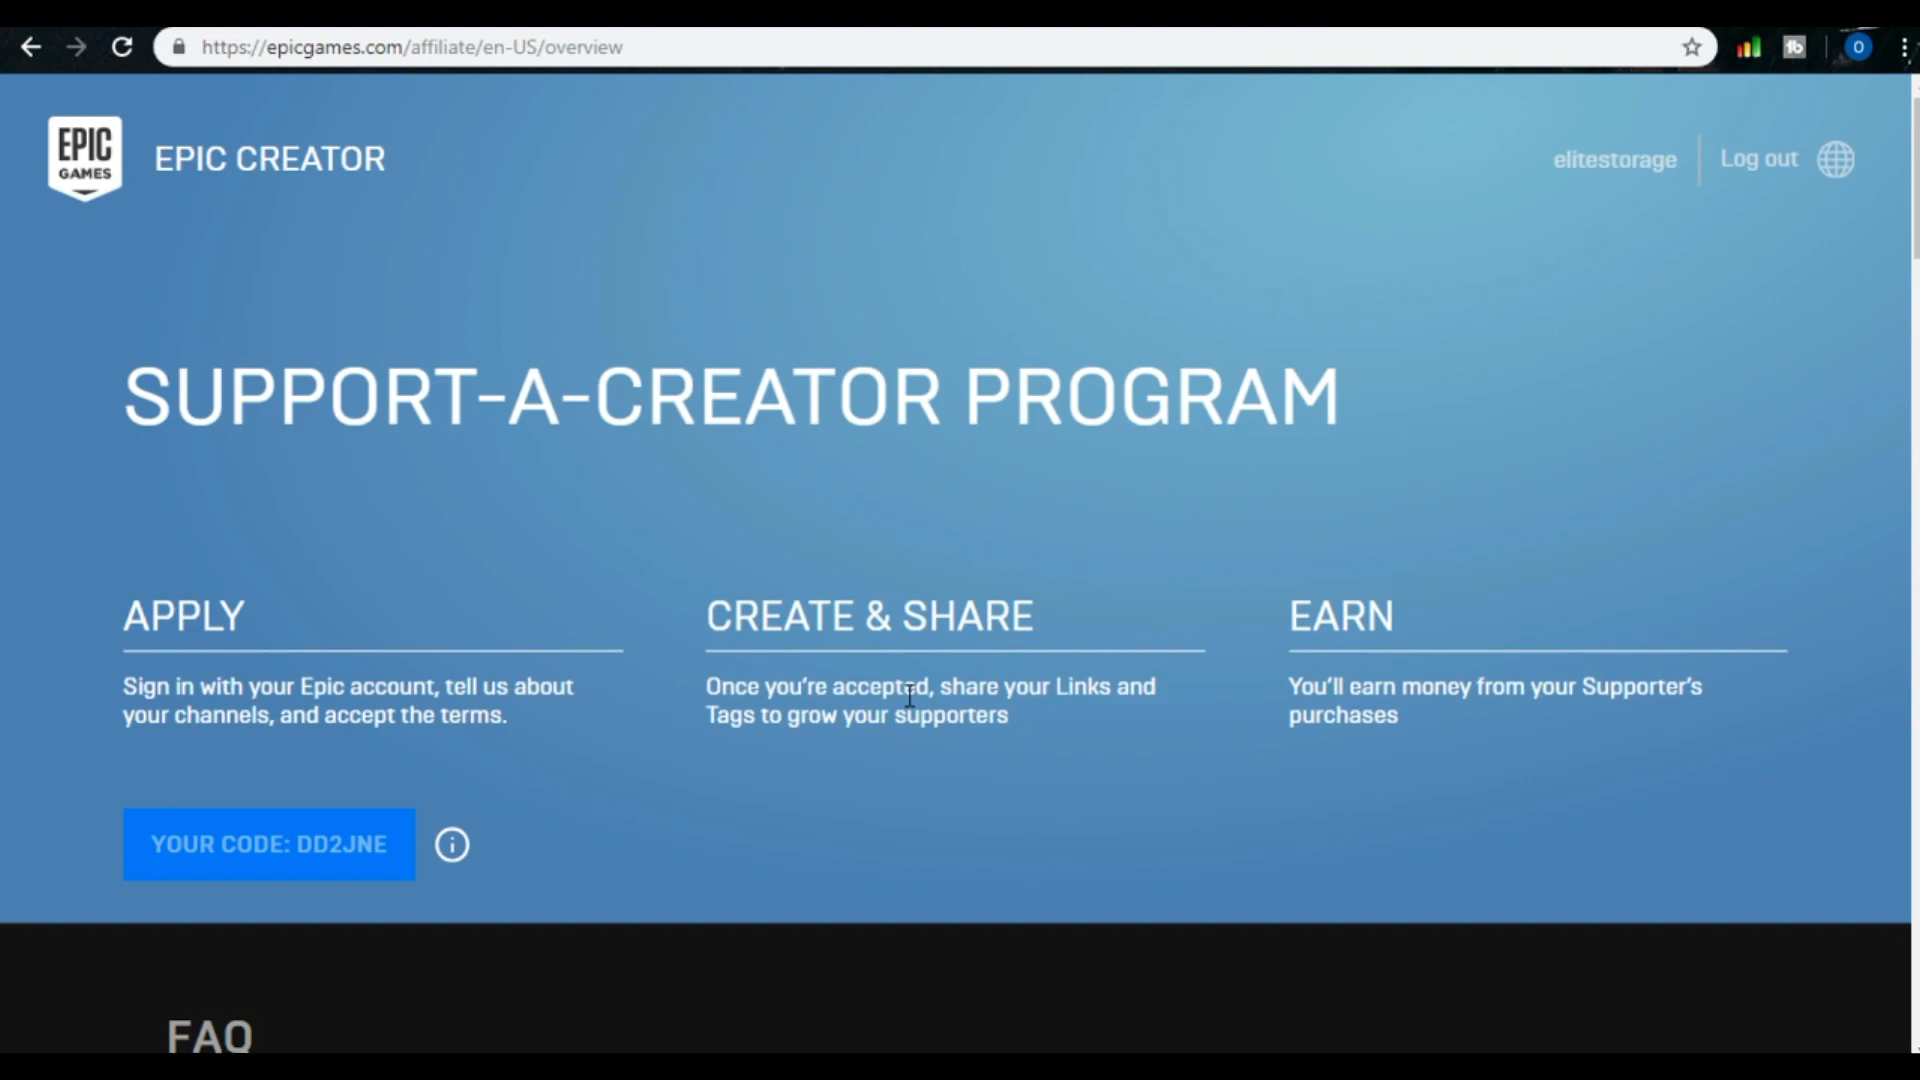 https://epicgames.com/affiliate/en-US/overview
EPIC
GAMES
EPIC CREATOR
elitestorage
Log out
SUPPORT-A-CREATOR PROGRAM
APPLY
Sign in with your Epic account, tell us about
your channels, and accept the terms.
CREATE & SHARE
Once you're accepted, share your Links and
Tags to grow your supporters
EARN
You'll earn money from your Supporter's
purchases
YOUR CODE: DD2JNE
FAQ